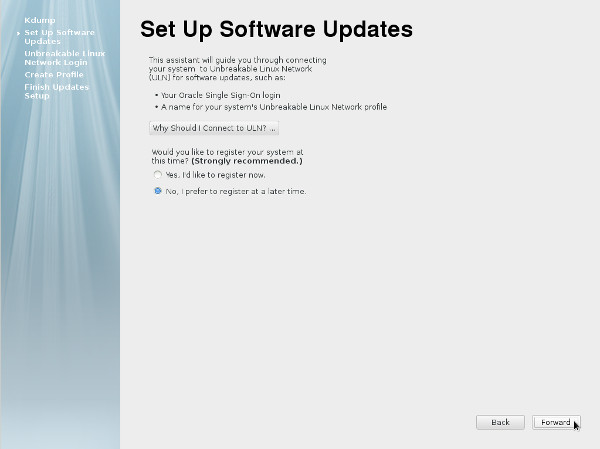 Kdump
Set Up Software
Updates
Unbreakable Linux
Network Login
Create Profile
Finish Updates
Setup
Set Up Software Updates
This assistant will guide you through connecting
your system  to Unbreakable Linux Network
(ULN) for software updates, such as:
• Your Oracle Single Sign-On login
• A name for your system's Unbreakable Linux Network profile
Why Should I Connect to ULN? ...
Would you like to register your system at
this time? (Strongly recommended.)
Yes, I'd like to register now.
No, I prefer to register at a later time.
Back
Forward